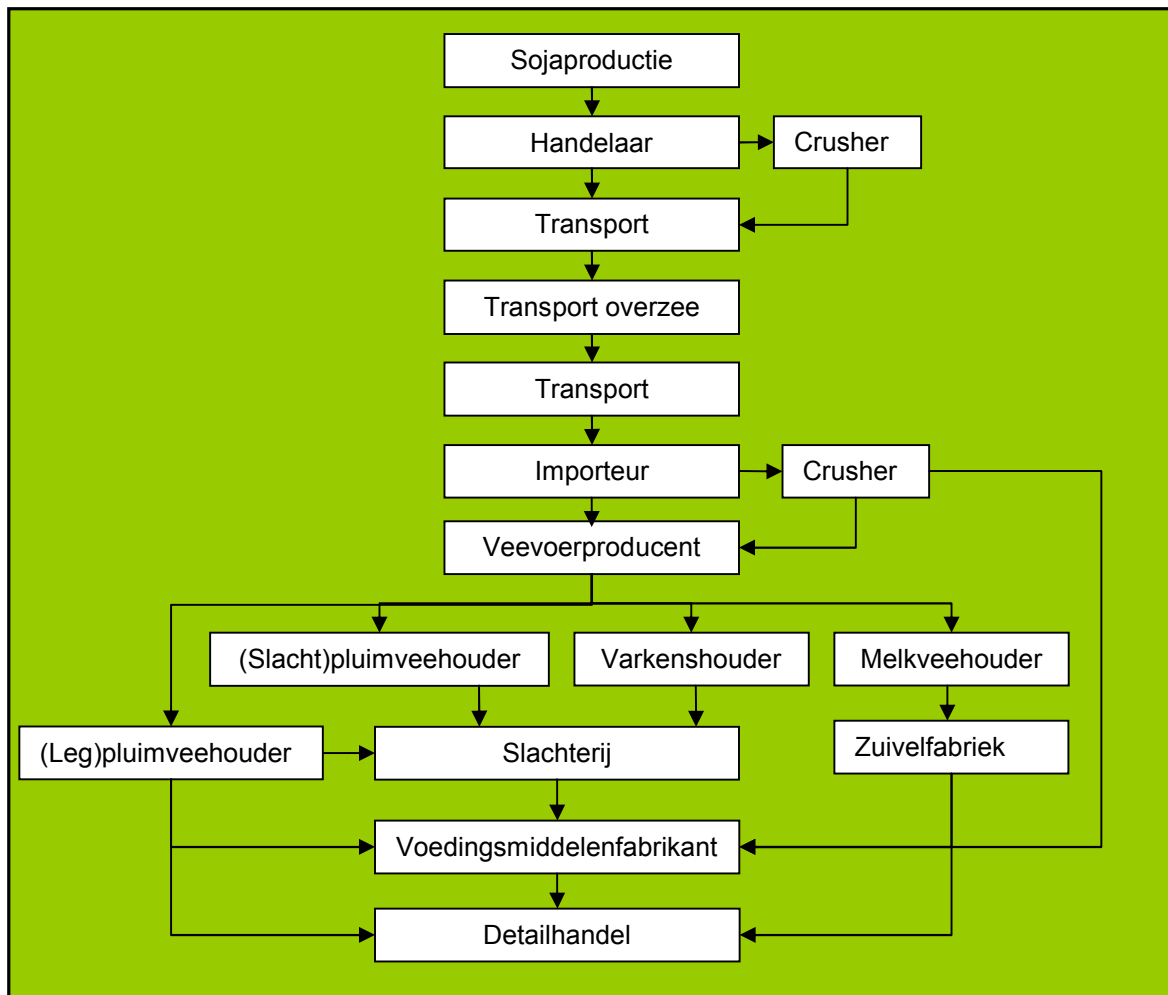 Sojaproductie
Handelaar
Crusher
Transport
Transport overzee
Transport
Importeur
Crusher
Veevoerproducent
(Slacht)pluimveehouder
Varkenshouder
Melkveehouder
(Leg)pluimveehouder
Slachterij
Zuivelfabriek
Voedingsmiddelenfabrikant
Detailhandel